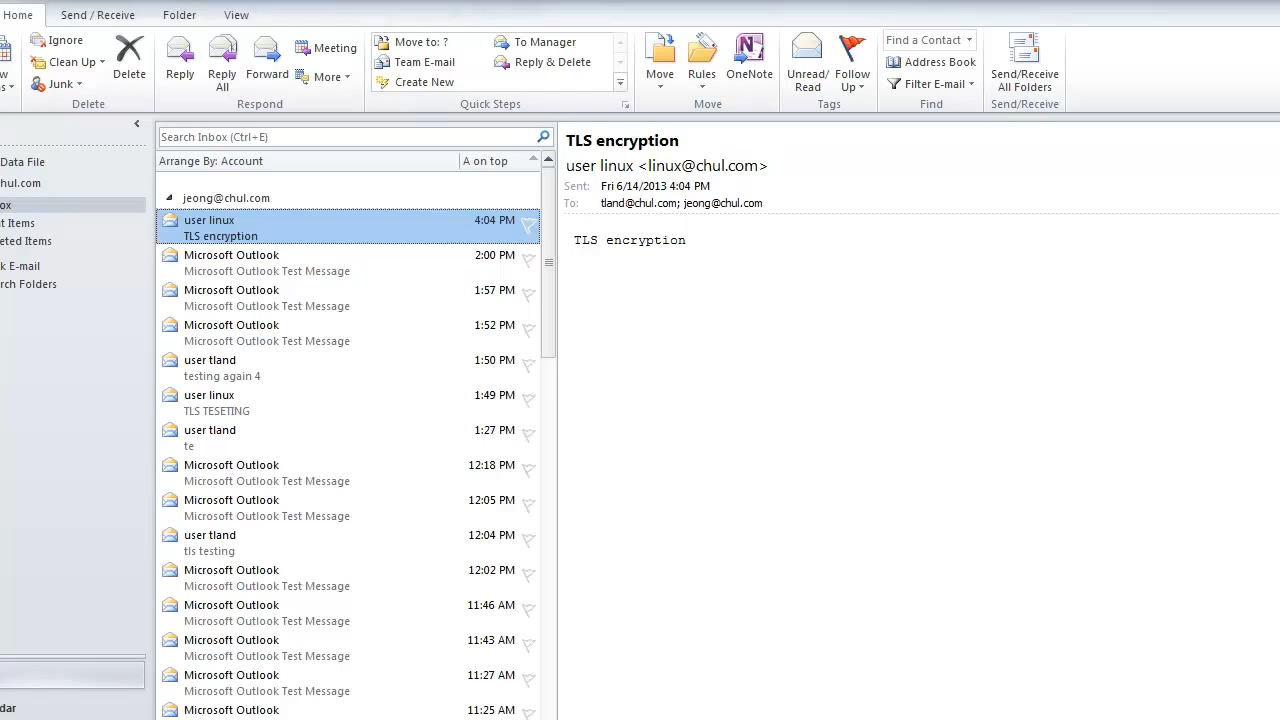 Home Send / Receive Folder View
Ignore
Clean Up
Junk
Delete
Delete
Reply
Reply All
Forward
Meeting
More
Respond
Move to: ?
Team E-mail
Create New
To Manager
Reply & Delete
Quick Steps
Move
Rules
OneNote
Move
Unread/ Read
Follow Up
Tags
Find a Contact
Address Book
Filter E-mail
Find
Send/Receive All Folders
Send/Receive
Data File
hul.com
ox
t Items
eted Items
k E-mail
rch Folders
dar
Search Inbox (Ctrl+E)
Arrange By: Account A on top
jeong@chul.com
user linux 4:04 PM
TLS encryption
Microsoft Outlook 2:00 PM
Microsoft Outlook Test Message
Microsoft Outlook 1:57 PM
Microsoft Outlook Test Message
Microsoft Outlook 1:52 PM
Microsoft Outlook Test Message
user tland 1:50 PM
testing again 4
user linux 1:49 PM
TLS TESETING
user tland 1:27 PM
te
Microsoft Outlook 12:18 PM
Microsoft Outlook Test Message
Microsoft Outlook 12:05 PM
Microsoft Outlook Test Message
user tland 12:04 PM
tls testing
Microsoft Outlook 12:02 PM
Microsoft Outlook Test Message
Microsoft Outlook 11:46 AM
Microsoft Outlook Test Message
Microsoft Outlook 11:43 AM
Microsoft Outlook Test Message
Microsoft Outlook 11:27 AM
Microsoft Outlook Test Message
Microsoft Outlook 11:25 AM
TLS encryption
user linux <linux@chul.com>
Sent: Fri 6/14/2013 4:04 PM
To: tland@chul.com; jeong@chul.com
TLS encryption